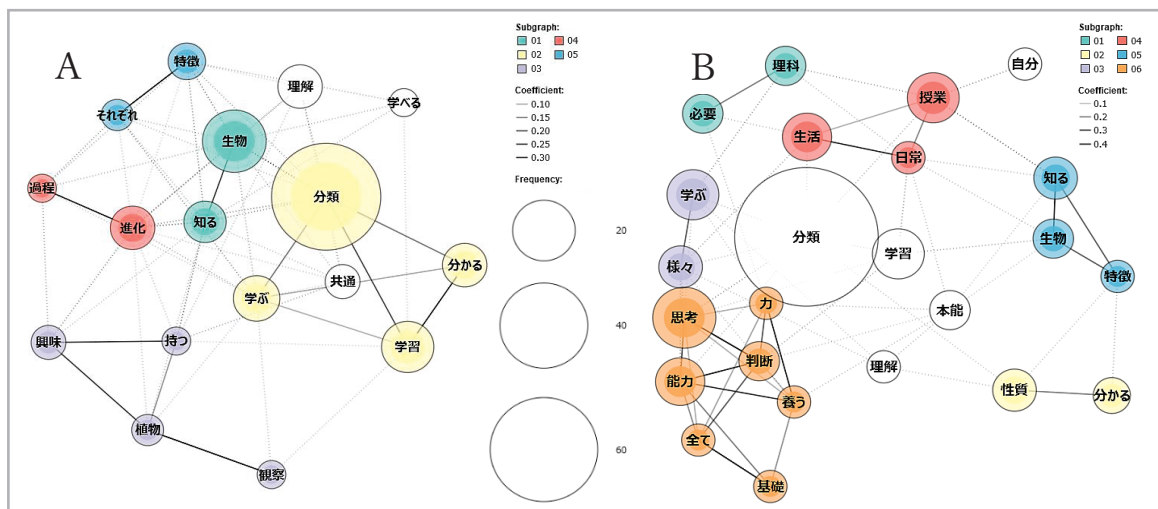 A
特徴
理解
それぞれ
学べる
生物
過程
分類
進化
知る
分かる
共通
学ぶ
興味
持つ
学習
植物
観察
Subgraph:
01 04
02 05
03
Coefficient:
0.10
0.15
0.20
0.25
0.30
Frequency:
20
40
60
B
理科
自分
必要
授業
生活
日常
知る
学ぶ
分類
生物
学習
様々
特徴
力
本能
思考
判断
理解
能力
養う
性質
分かる
全て
基礎
Subgraph:
01 04
02 05
03 06
Coefficient:
0.1
0.2
0.3
0.4